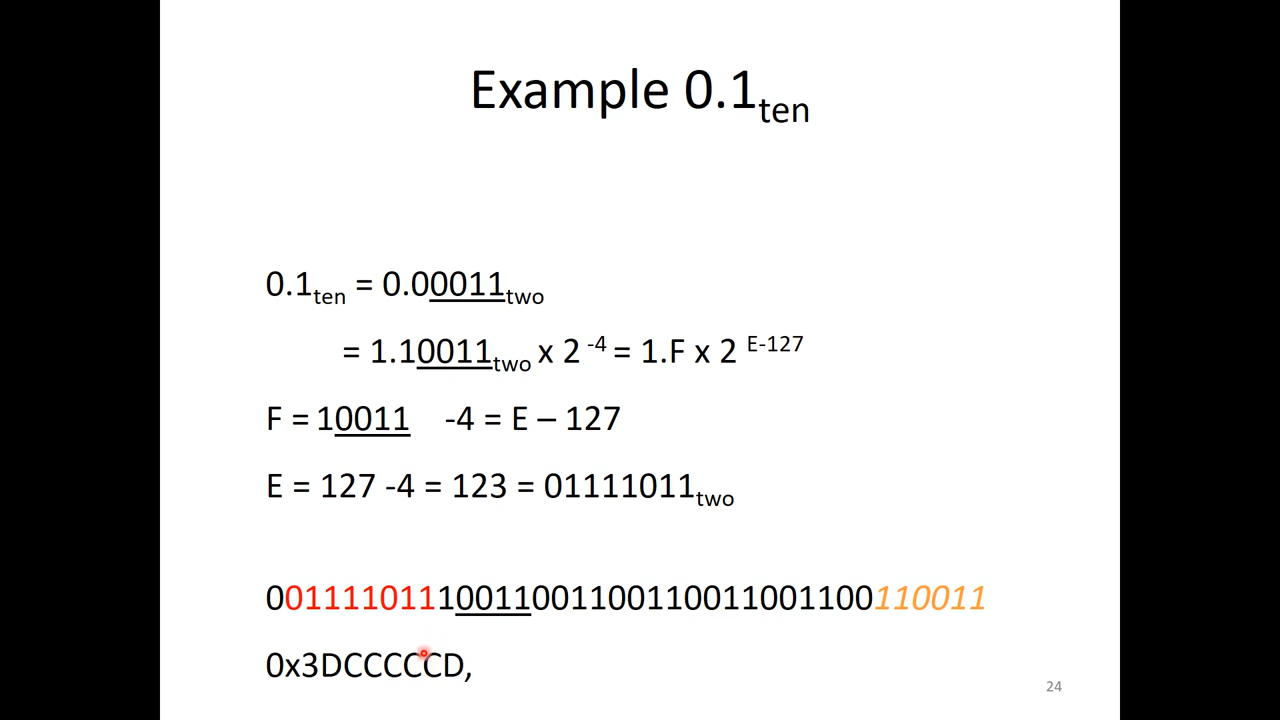 Example 0.1ten
0.1ten = 0.00011two
= 1.10011two x 2 -4 = 1.F x 2 E-127
F = 10011 -4 = E – 127
E = 127 -4 = 123 = 01111011two
00111101110011001100110011001100110011
0x3DCCCCCD,
24